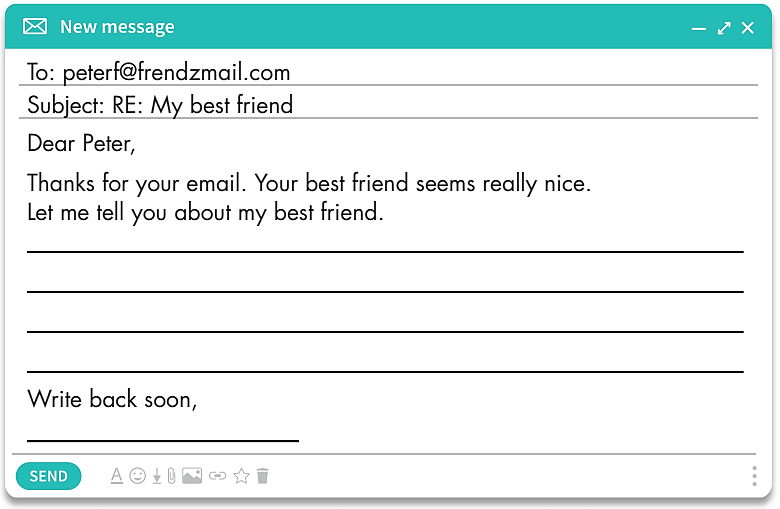 New message
To: peterf@frendzmail.com
Subject: RE: My best friend
Dear Peter,
Thanks for your email. Your best friend seems really nice.
Let me tell you about my best friend.
Write back soon,
SEND
A